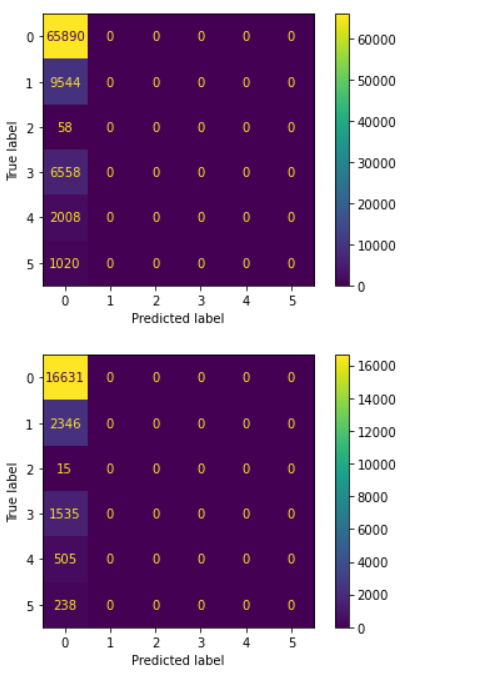 0 65890 0 0 0 0 0
1 9544 0 0 0 0 0
2 58 0 0 0 0 0
3 6558 0 0 0 0 0
4 2008 0 0 0 0 0
5 1020 0 0 0 0 0
0 1 2 3 4 5
Predicted label
True label
60000
50000
40000
30000
20000
10000
0
0 16631 0 0 0 0 0
1 2346 0 0 0 0 0
2 15 0 0 0 0 0
3 1535 0 0 0 0 0
4 505 0 0 0 0 0
5 238 0 0 0 0 0
0 1 2 3 4 5
Predicted label
True label
16000
14000
12000
10000
8000
6000
4000
2000
0